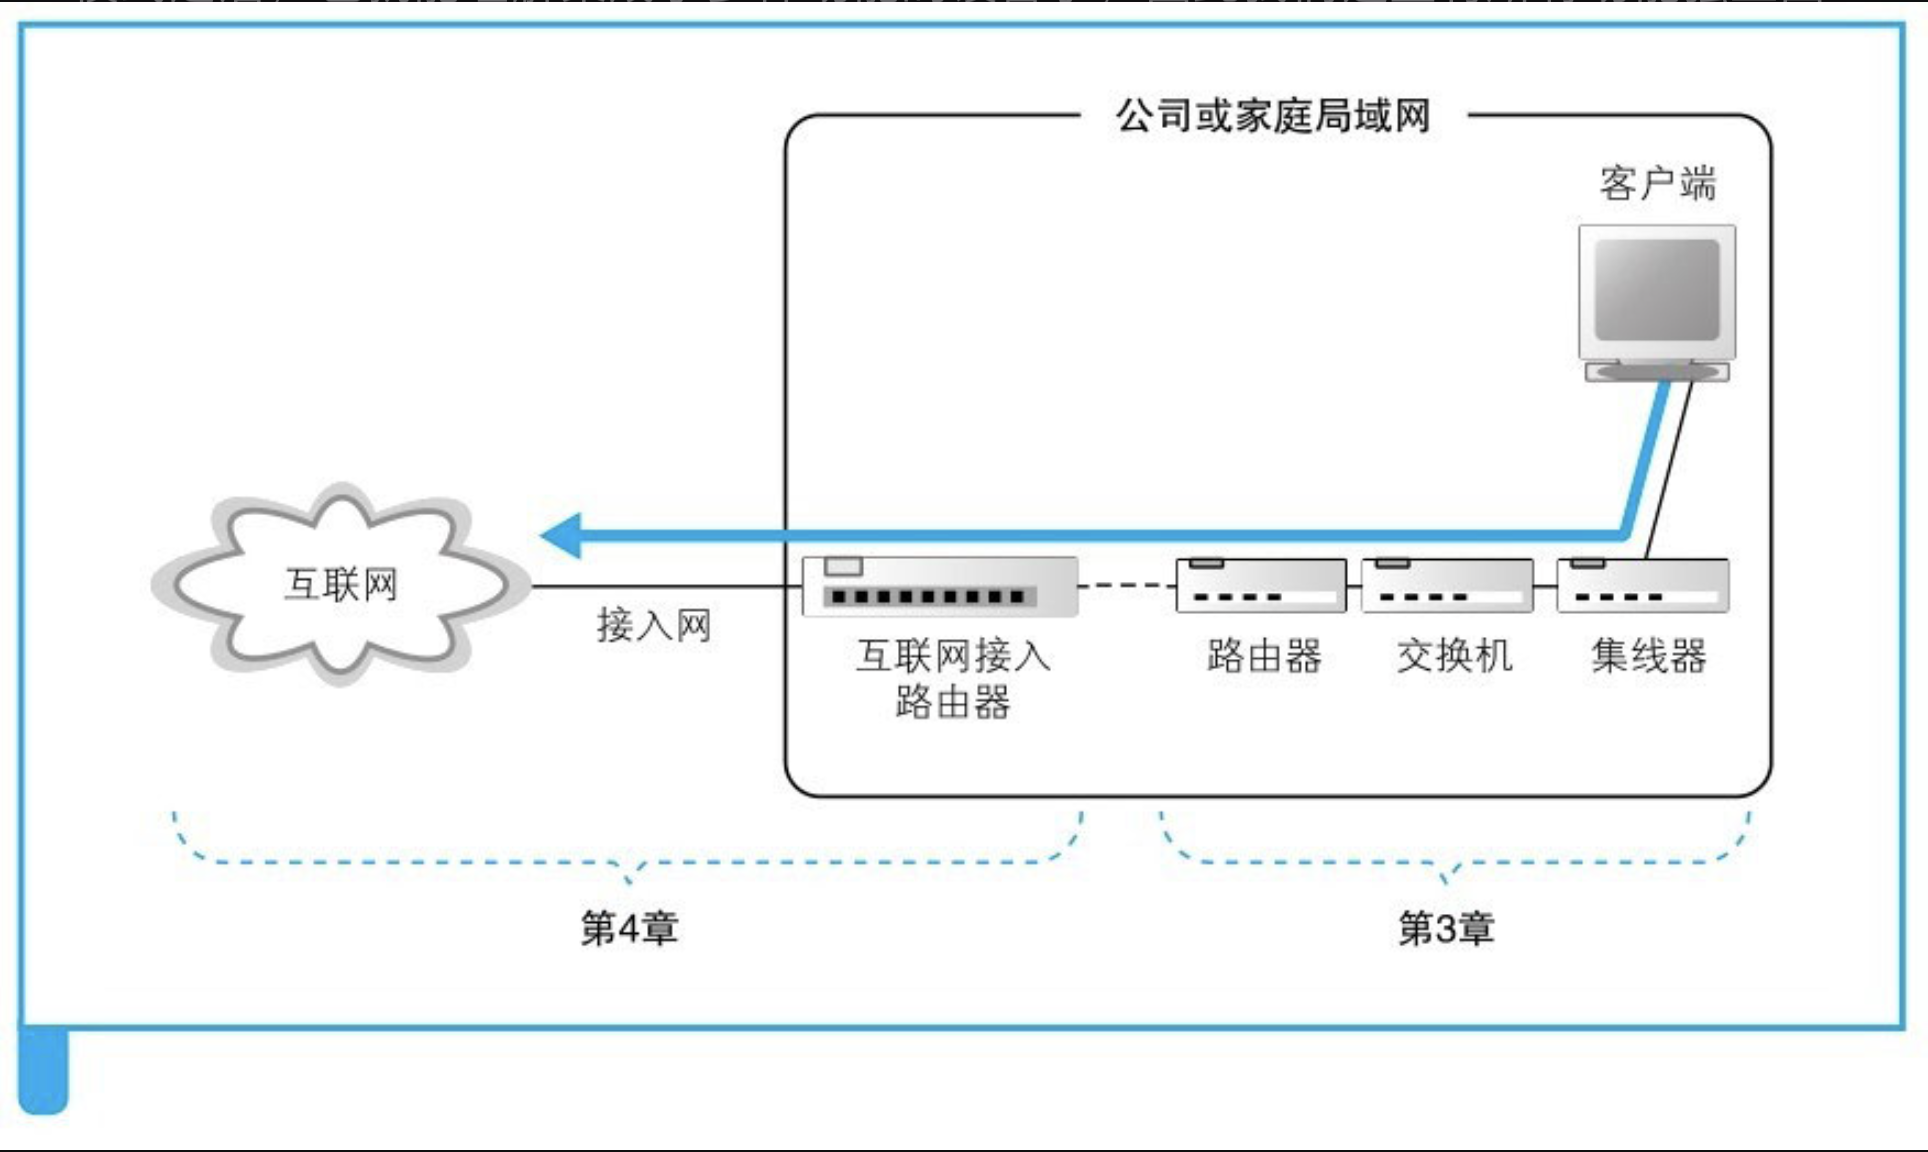 公司或家庭局域网
客户端
互联网
接入网
互联网接入
路由器
路由器
交换机
集线器
第4章
第3章